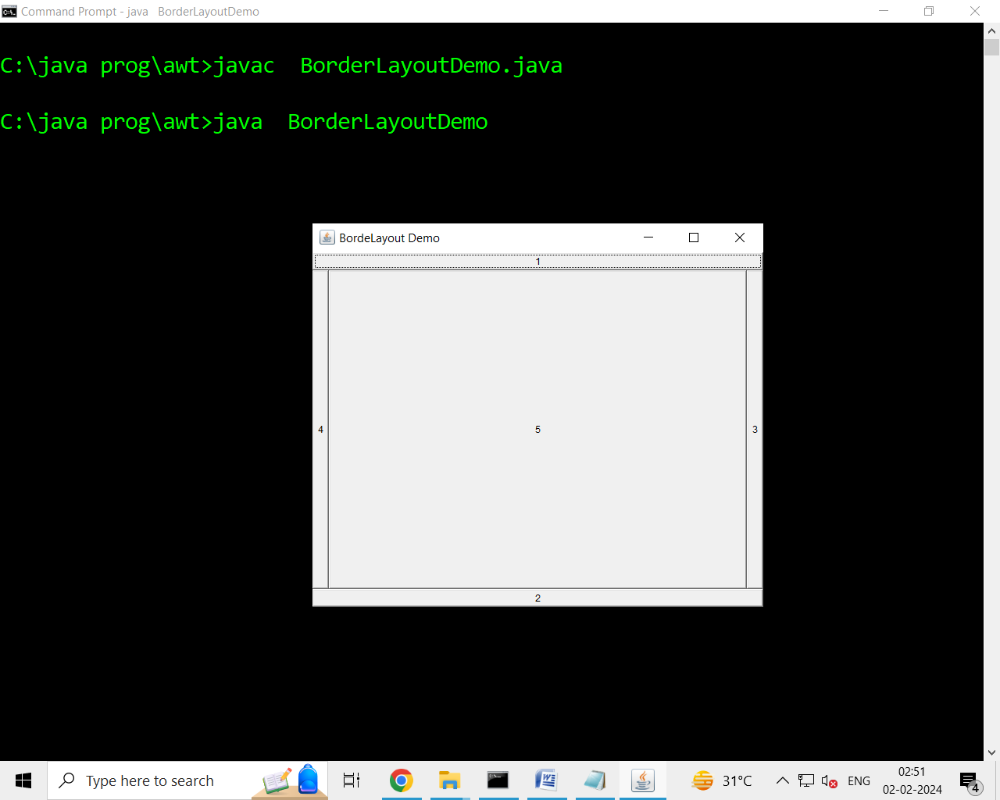 Command Prompt - java   BorderLayoutDemo
C:\java prog\awt>javac  BorderLayoutDemo.java
C:\java prog\awt>java  BorderLayoutDemo
BordeLayout Demo
1
4
5
3
2
Type here to search
31°C
ENG
02:51
02-02-2024
4